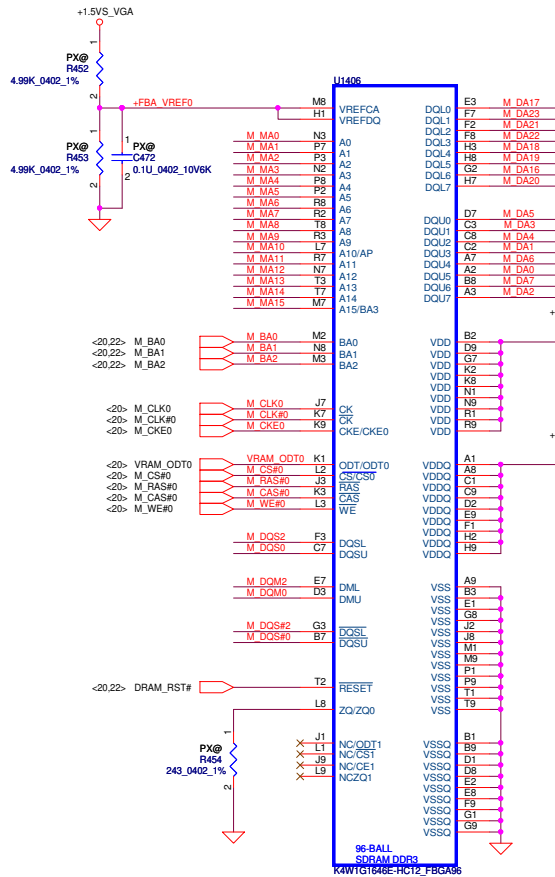 +1.5VS_VGA
1
PX@
R452
4.99K_0402_1%
2
+FBA_VREF0
1
PX@
R453
4.99K_0402_1%
2
1
PX@
C472
0.1U_0402_10V6K
2
U1406
M8 VREFCA
H1 VREFDQ
M_MA0 N3 A0
M_MA1 P7 A1
M_MA2 P3 A2
M_MA3 N2 A3
M_MA4 P8 A4
M_MA5 P2 A5
M_MA6 R8 A6
M_MA7 R2 A7
M_MA8 T8 A8
M_MA9 R3 A9
M_MA10 L7 A10/AP
M_MA11 R7 A11
M_MA12 N7 A12
M_MA13 T3 A13
M_MA14 T7 A14
M_MA15 M7 A15/BA3
<20,22> M_BA0 M_BA0 M2 BA0
<20,22> M_BA1 M_BA1 N8 BA1
<20,22> M_BA2 M_BA2 M3 BA2
<20> M_CLK0 M_CLK0 J7 CK
<20> M_CLK#0 M_CLK#0 K7 CK
<20> M_CKE0 M_CKE0 K9 CKE/CKE0
<20> VRAM_ODT0 VRAM_ODT0 K1 ODT/ODT0
<20> M_CS#0 M_CS#0 L2 CS/CS0
<20> M_RAS#0 M_RAS#0 J3 RAS
<20> M_CAS#0 M_CAS#0 K3 CAS
<20> M_WE#0 M_WE#0 L3 WE
M_DQS2 F3 DQSL
M_DQS0 C7 DQSU
M_DQM2 E7 DML
M_DQM0 D3 DMU
M_DQS#2 G3 DQSL
M_DQS#0 B7 DQSU
<20,22> DRAM_RST# T2 RESET
L8 ZQ/ZQ0
1
PX@
R454
243_0402_1%
2
J1 NC/ODT1
L1 NC/CS1
J9 NC/CE1
L9 NCZQ1
DQL0 E3 M_DA17
DQL1 F7 M_DA23
DQL2 F2 M_DA21
DQL3 F8 M_DA22
DQL4 H3 M_DA18
DQL5 H8 M_DA19
DQL6 G2 M_DA16
DQL7 H7 M_DA20
DQU0 D7 M_DA5
DQU1 C3 M_DA3
DQU2 C8 M_DA4
DQU3 C2 M_DA1
DQU4 A7 M_DA6
DQU5 A2 M_DA0
DQU6 B8 M_DA7
DQU7 A3 M_DA2
+
VDD B2
VDD D9
VDD G7
VDD K2
VDD K8
VDD N1
VDD N9
VDD R1
VDD R9
+
VDDQ A1
VDDQ A8
VDDQ C1
VDDQ C9
VDDQ D2
VDDQ E9
VDDQ F1
VDDQ H2
VDDQ H9
VSS A9
VSS B3
VSS E1
VSS G8
VSS J2
VSS J8
VSS M1
VSS M9
VSS P1
VSS P9
VSS T1
VSS T9
VSSQ B1
VSSQ B9
VSSQ D1
VSSQ D8
VSSQ E2
VSSQ E8
VSSQ F9
VSSQ G1
VSSQ G9
96-BALL
SDRAM DDR3
K4W1G1646E-HC12_FBGA96